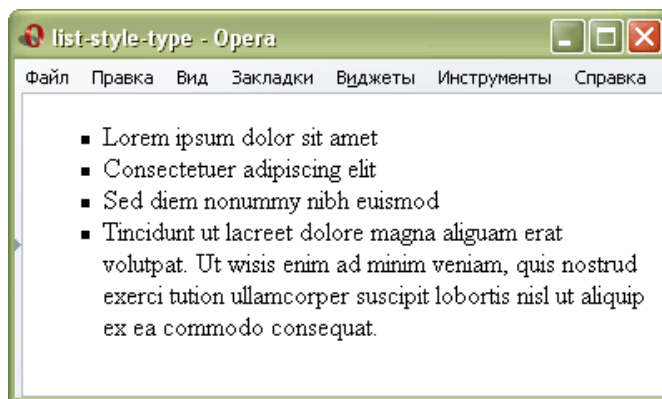 list-style-type - Opera
Файл Правка Вид Закладки Виджеты Инструменты Справка
Lorem ipsum dolor sit amet
Consectetuer adipiscing elit
Sed diem nonummy nibh euismod
Tincidunt ut lacreet dolore magna aliguam erat
volutpat. Ut wisis enim ad minim veniam, quis nostrud
exerci tution ullamcorper suscipit lobortis nisl ut aliquip
ex ea commodo consequat.